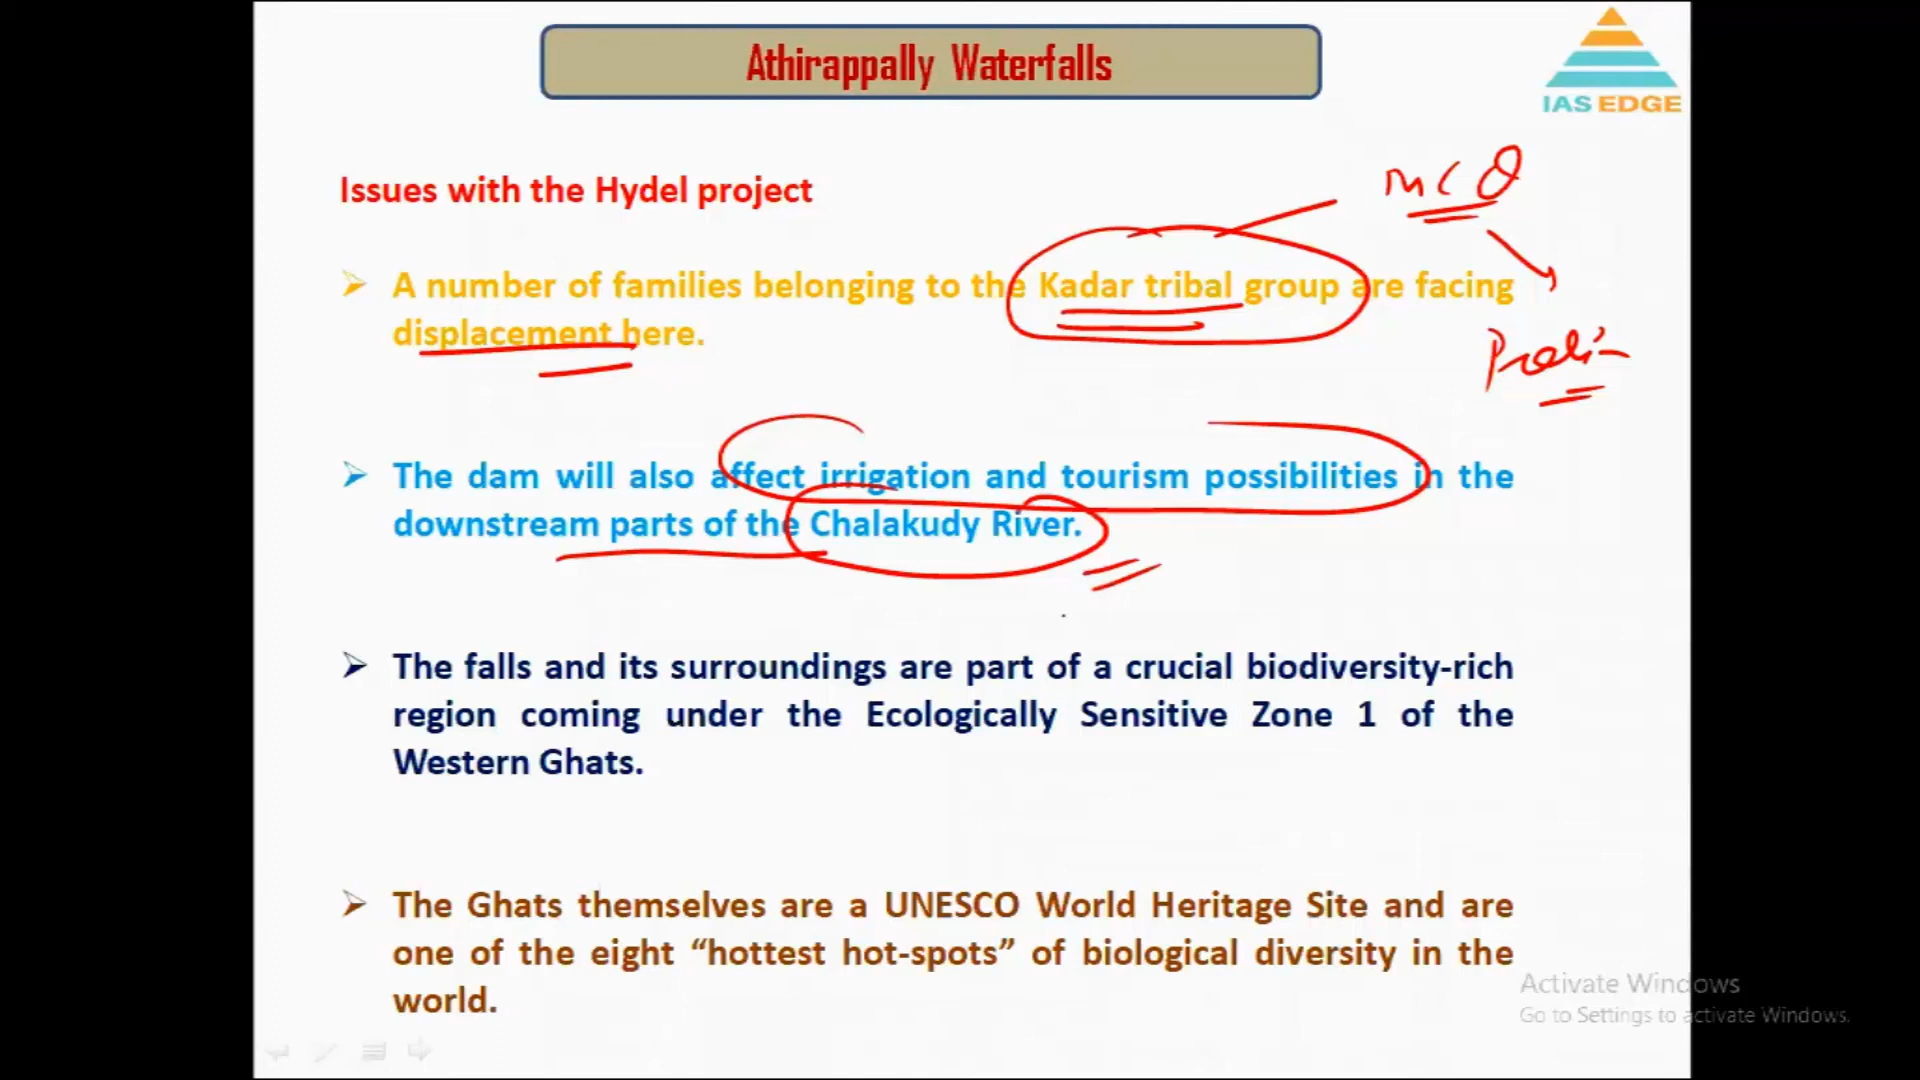 Athirappally Waterfalls
IAS EDGE
Issues with the Hydel project
MCQ
A number of families belonging to the Kadar tribal group are facing
displacement here.
Prelim
The dam will also affect irrigation and tourism possibilities in the
downstream parts of the Chalakudy River.
The falls and its surroundings are part of a crucial biodiversity-rich
region coming under the Ecologically Sensitive Zone 1 of the
Western Ghats.
The Ghats themselves are a UNESCO World Heritage Site and are
one of the eight “hottest hot-spots” of biological diversity in the
world.
Activate Windows
Go to Settings to activate Windows.